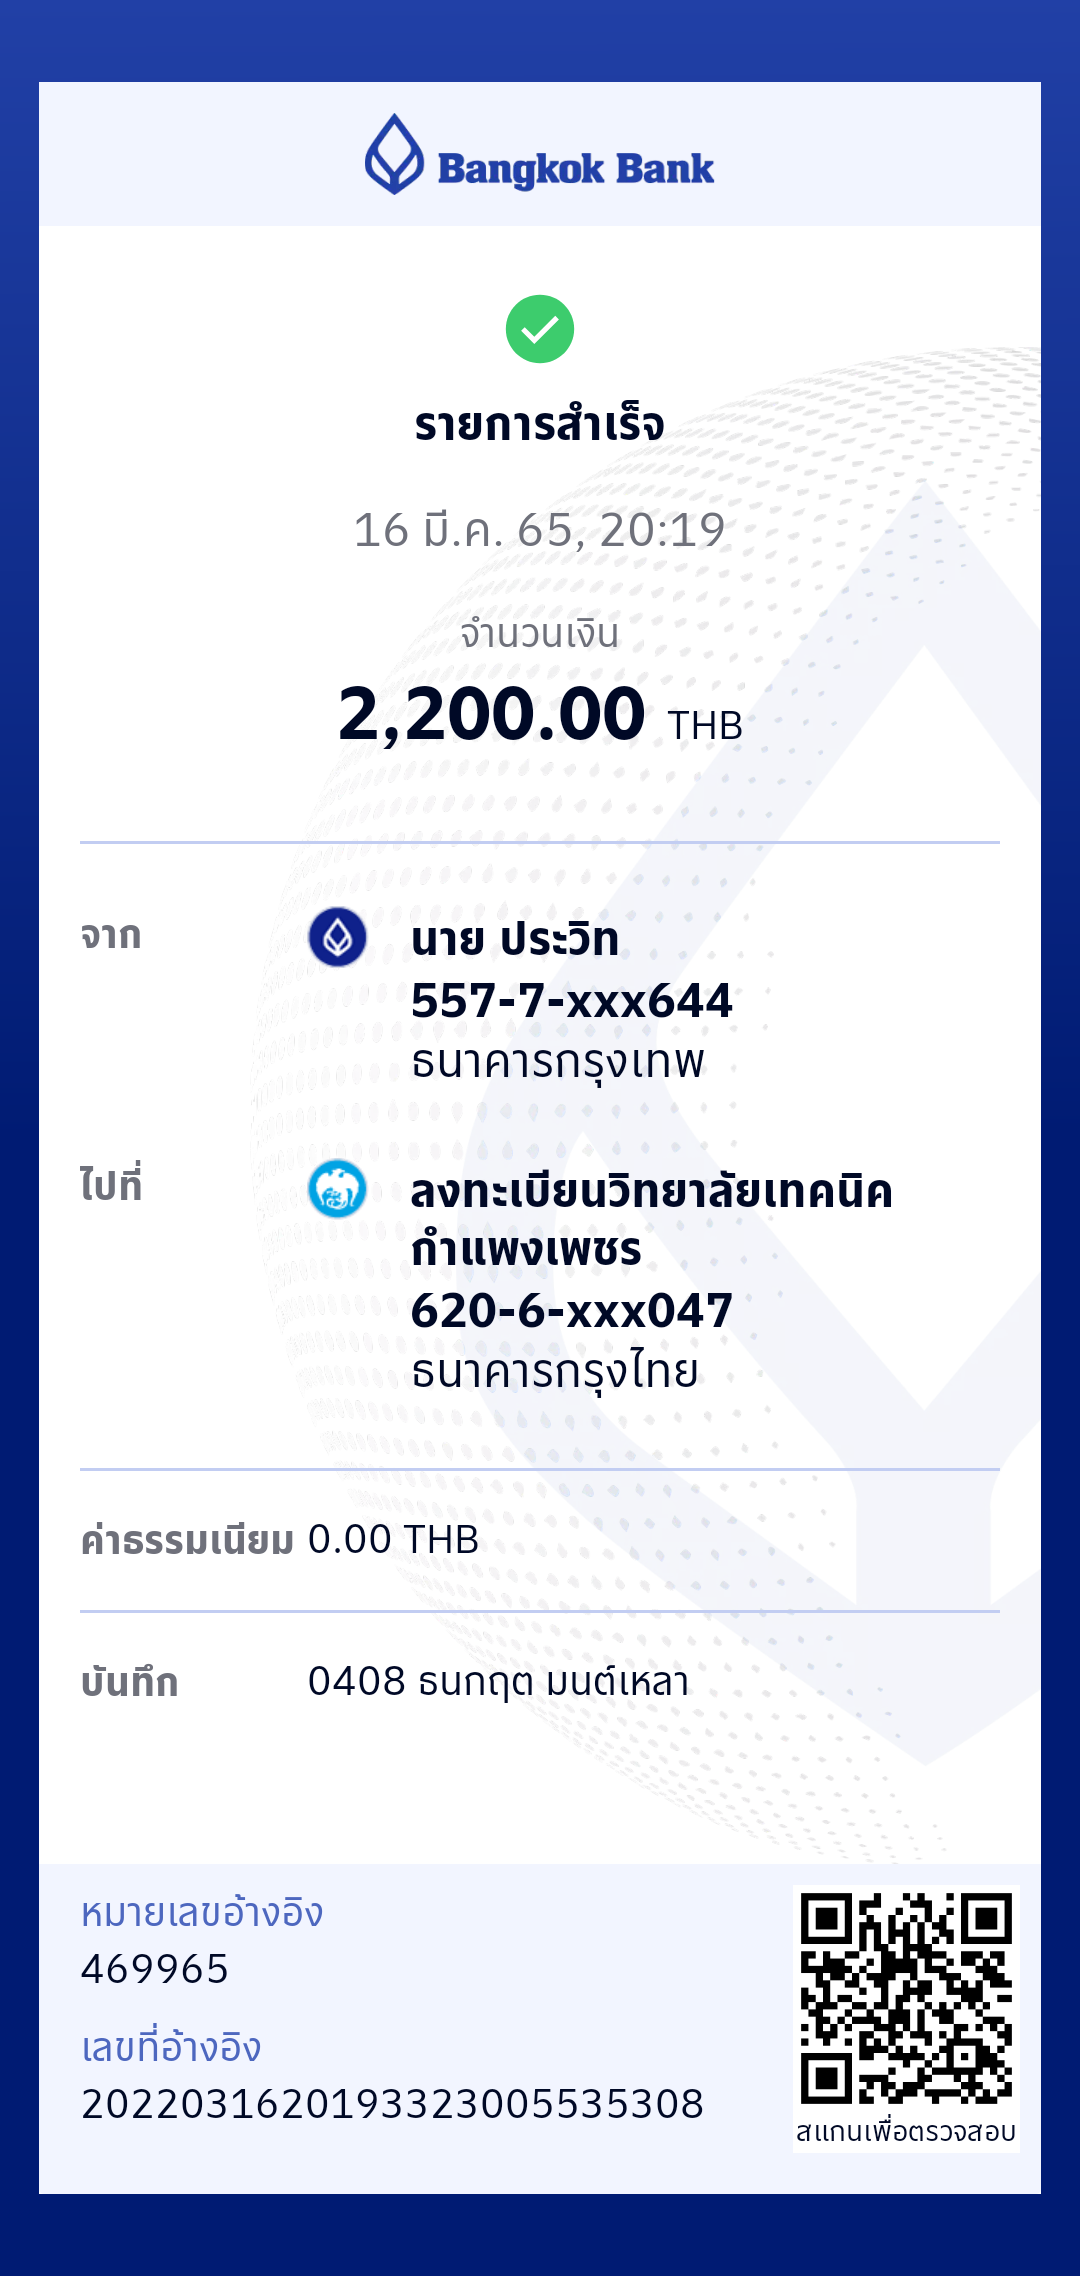 Bangkok Bank
รายการสำเร็จ
16 มี.ค. 65, 20:19
จำนวนเงิน
2,200.00 THB
จาก
นาย ประวิท
557-7-xxx644
ธนาคารกรุงเทพ
ไปที่
ลงทะเบียนวิทยาลัยเทคนิค
กำแพงเพชร
620-6-xxx047
ธนาคารกรุงไทย
ค่าธรรมเนียม 0.00 THB
บันทึก 0408 ธนกฤต มนต์เหลา
หมายเลขอ้างอิง
469965
เลขที่อ้างอิง
2022031620193323005535308
สแกนเพื่อตรวจสอบ